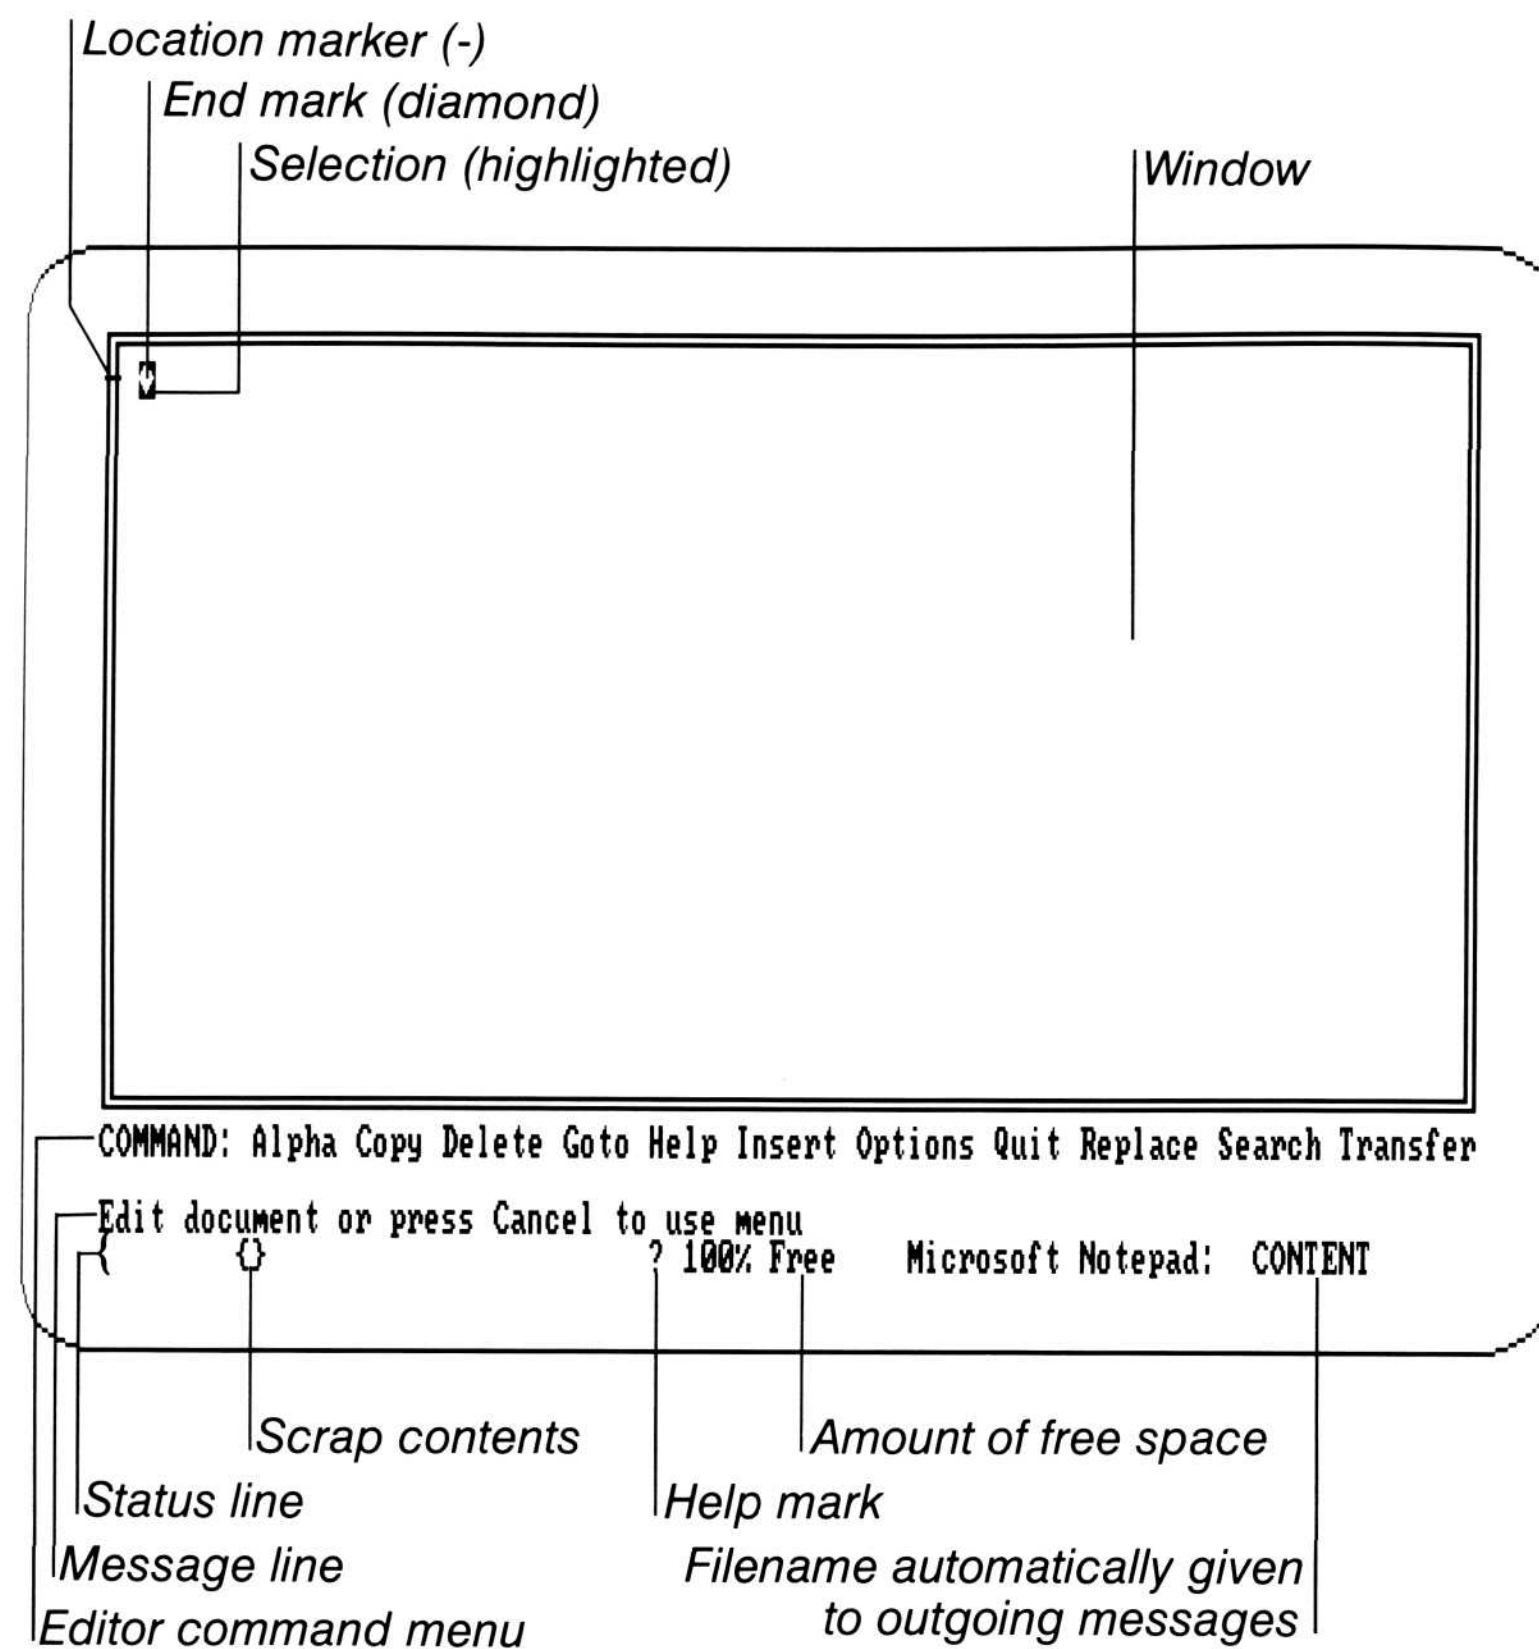 Location marker (-)
End mark (diamond)
Selection (highlighted)
Window
COMMAND: Alpha Copy Delete Goto Help Insert Options Quit Replace Search Transfer
Edit document or press Cancel to use menu
{ {} ? 100% Free Microsoft Notepad: CONTENT
Scrap contents
Amount of free space
Status line
Help mark
Message line
Filename automatically given
to outgoing messages
Editor command menu